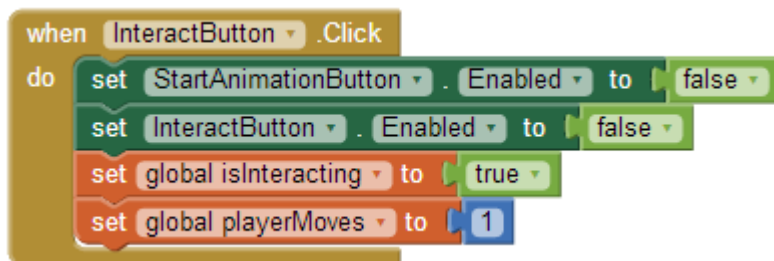 when InteractButton .Click
do set StartAnimationButton . Enabled to false
set InteractButton . Enabled to false
set global isInteracting to true
set global playerMoves to 1